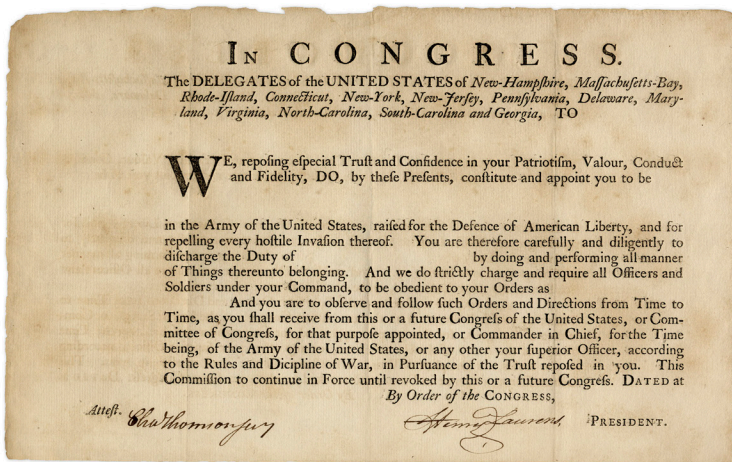 IN CONGRESS.
The DELEGATES of the UNITED STATES of New-Hampſhire, Maſſachuſetts-Bay,
Rhode-Iſland, Connecticut, New-York, New-Jerſey, Pennſylvania, Delaware, Mary-
land, Virginia, North-Carolina, South-Carolina and Georgia, TO
WE, repoſing eſpecial Truſt and Confidence in your Patriotiſm, Valour, Conduct
and Fidelity, DO, by theſe Preſents, conſtitute and appoint you to be
in the Army of the United States, raiſed for the Defence of American Liberty, and for
repelling every hoſtile Invaſion thereof. You are therefore carefully and diligently to
diſcharge the Duty of by doing and performing all manner
of Things thereunto belonging. And we do ſtrictly charge and require all Officers and
Soldiers under your Command, to be obedient to your Orders as
And you are to obſerve and follow ſuch Orders and Directions from Time to
Time, as you ſhall receive from this or a future Congreſs of the United States, or Com-
mittee of Congreſs, for that purpoſe appointed, or Commander in Chief, for the Time
being, of the Army of the United States, or any other your ſuperior Officer, according
to the Rules and Dicipline of War, in Purſuance of the Truſt repoſed in you. This
Commiſſion to continue in Force until revoked by this or a future Congreſs. DATED at
By Order of the CONGRESS,
Atteſt. Chas Thomson secy Henry Laurens PRESIDENT.